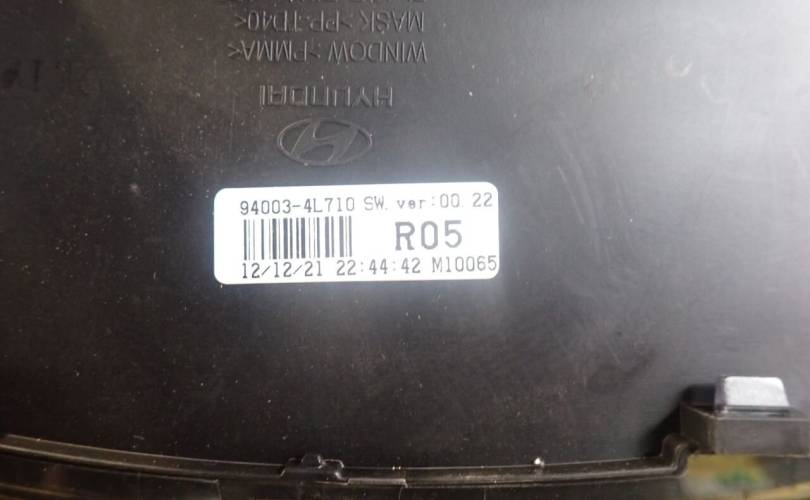 94003-4L710 SW. ver:00.22
R05
12/12/21 22:44:42 M10065
HYUNDAI
WINDOW >PMMA<
MASK >PP-TD40<